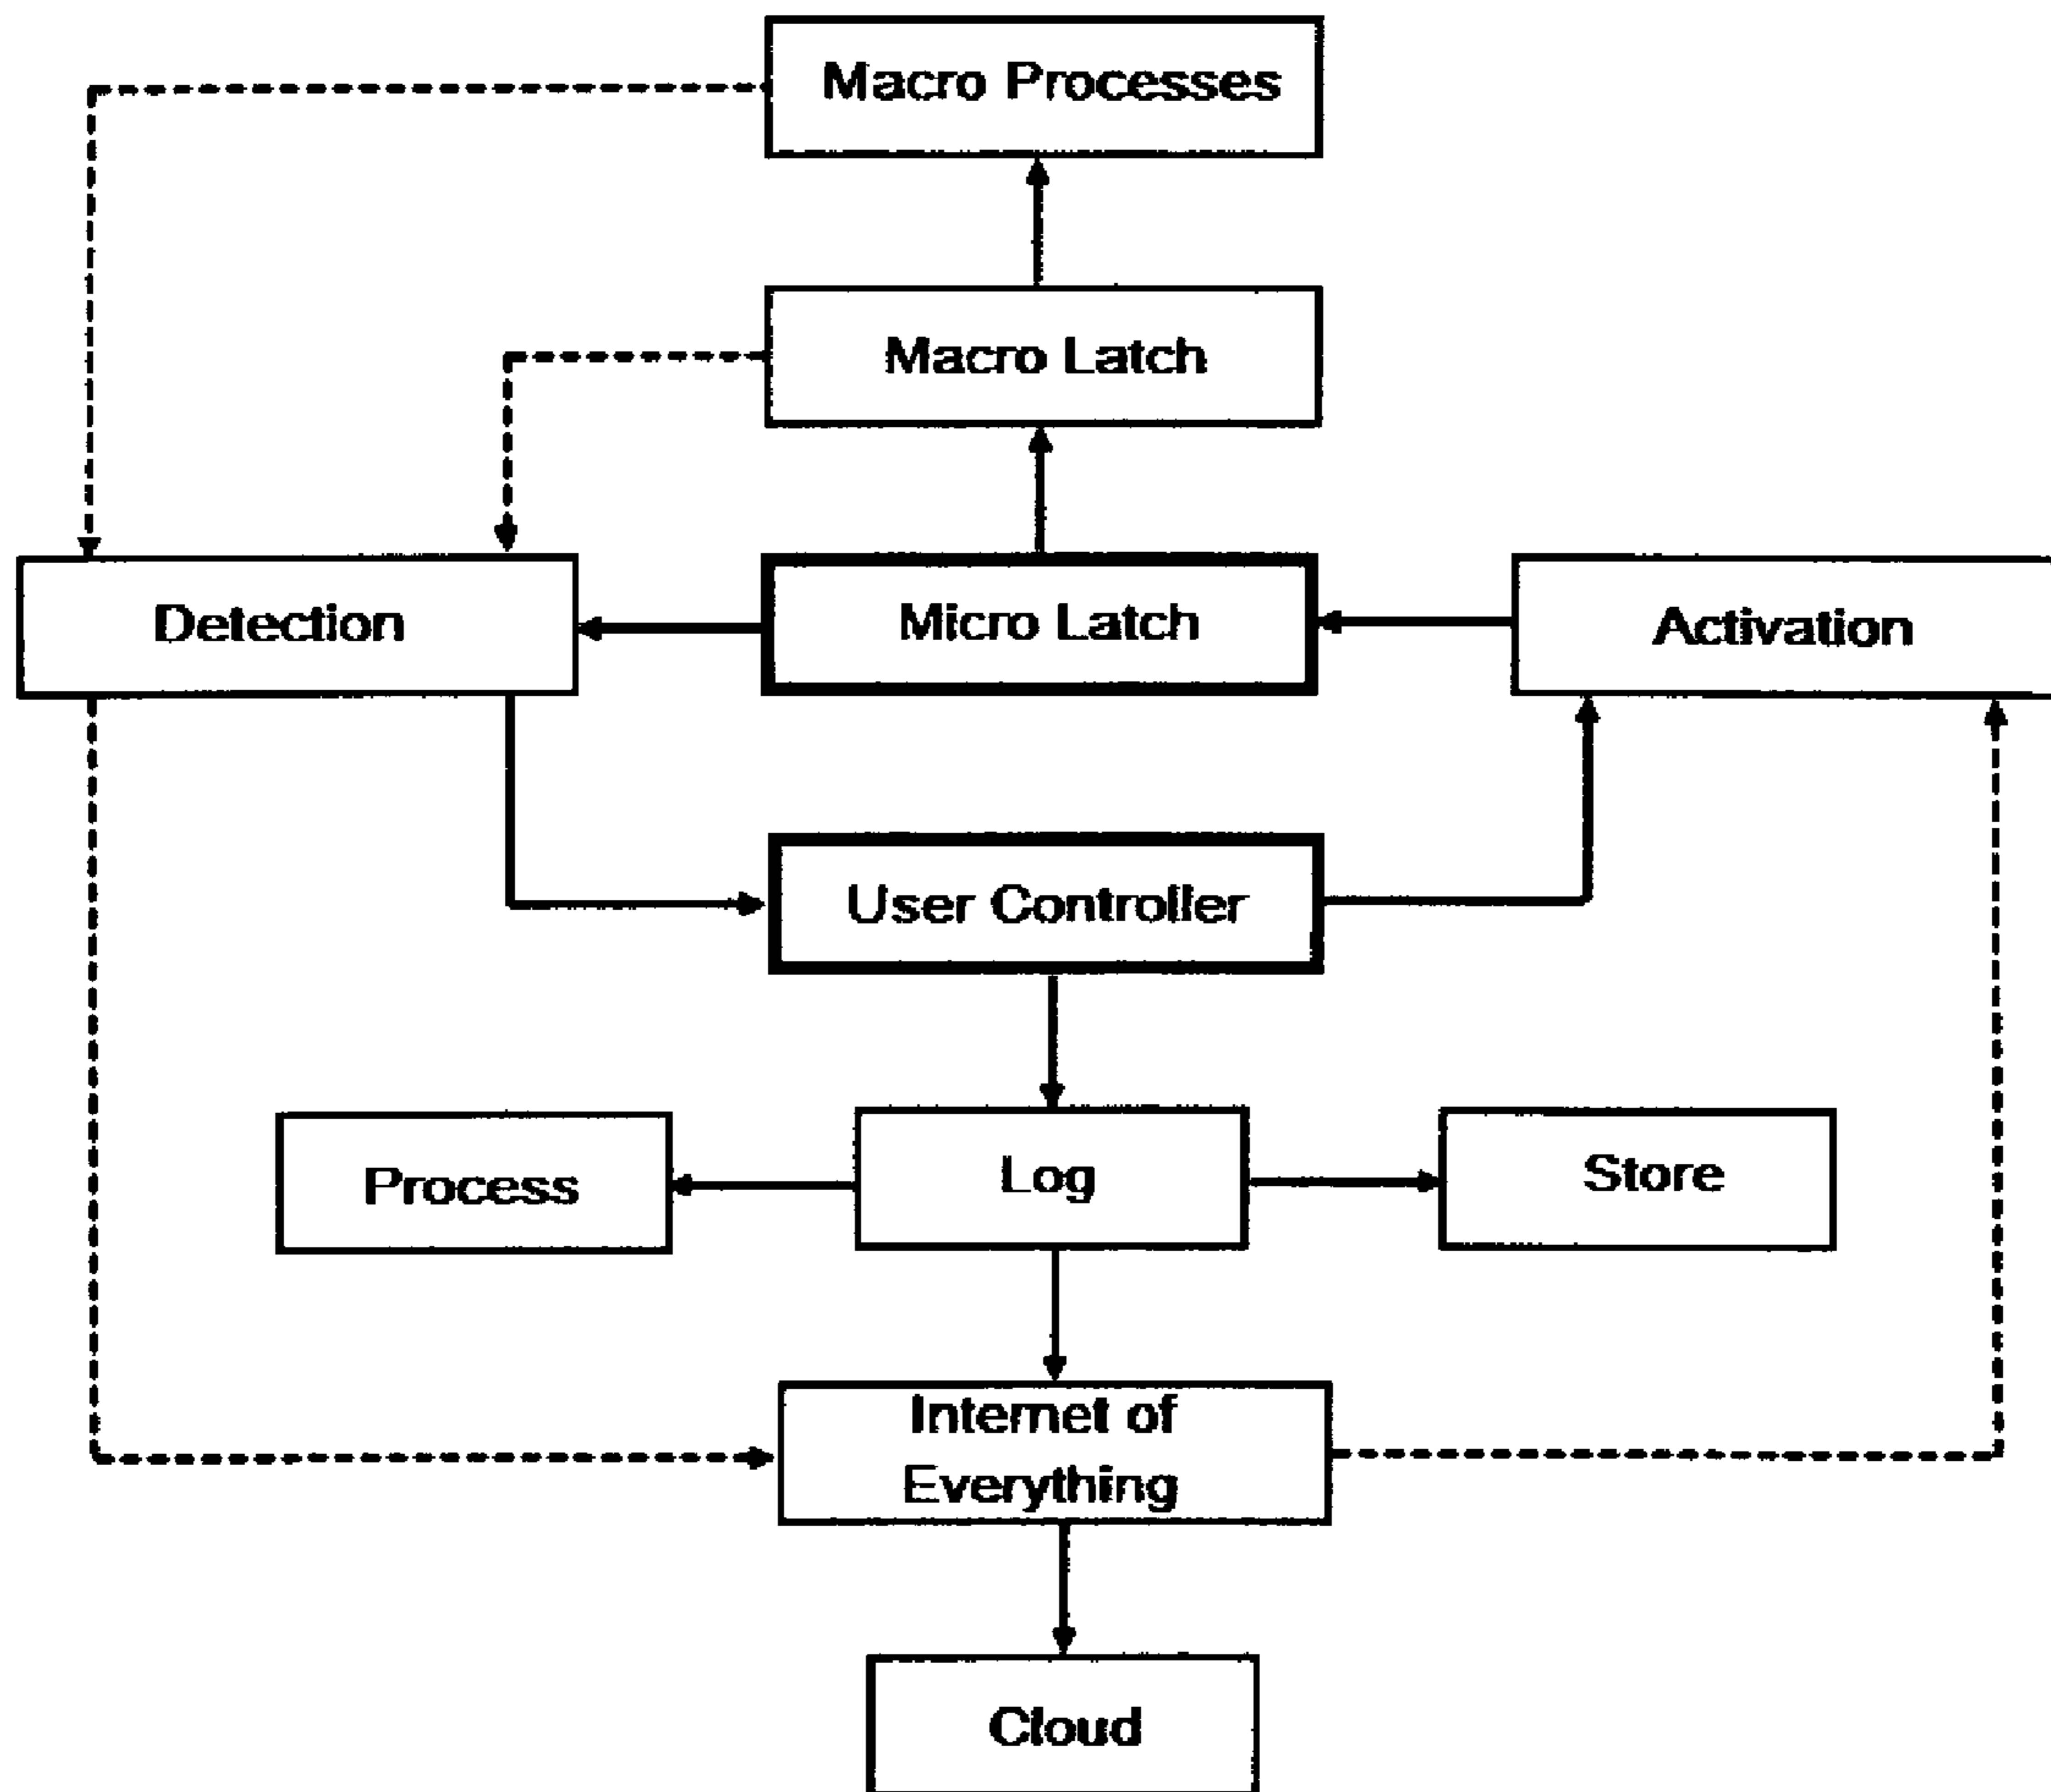 Macro Processes
Macro Latch
Detection
Micro Latch
Activation
User Controller
Process
Log
Store
Internet of
Everything
Cloud